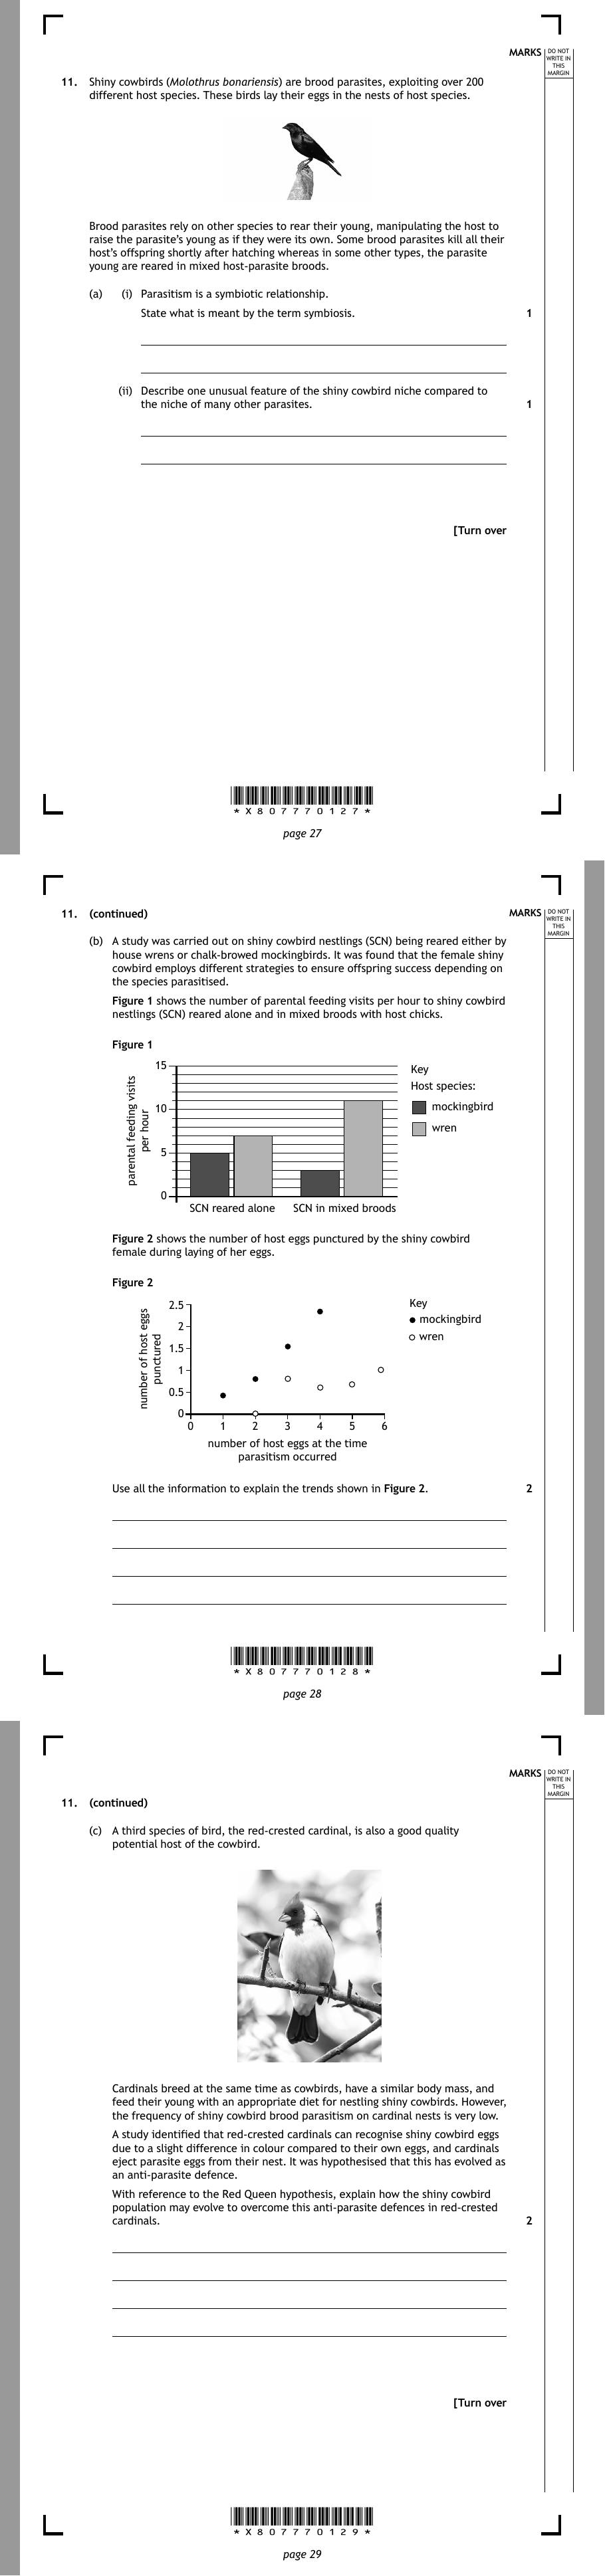 MARKS
DO NOT
WRITE IN
THIS
MARGIN
11. Shiny cowbirds (Molothrus bonariensis) are brood parasites, exploiting over 200
different host species. These birds lay their eggs in the nests of host species.
Brood parasites rely on other species to rear their young, manipulating the host to
raise the parasite’s young as if they were its own. Some brood parasites kill all their
host’s offspring shortly after hatching whereas in some other types, the parasite
young are reared in mixed host-parasite broods.
(a) (i) Parasitism is a symbiotic relationship.
State what is meant by the term symbiosis. 1
(ii) Describe one unusual feature of the shiny cowbird niche compared to
the niche of many other parasites. 1
[Turn over
* X 8 0 7 7 7 0 1 2 7 *
page 27
MARKS
DO NOT
WRITE IN
THIS
MARGIN
11. (continued)
(b) A study was carried out on shiny cowbird nestlings (SCN) being reared either by
house wrens or chalk-browed mockingbirds. It was found that the female shiny
cowbird employs different strategies to ensure offspring success depending on
the species parasitised.
Figure 1 shows the number of parental feeding visits per hour to shiny cowbird
nestlings (SCN) reared alone and in mixed broods with host chicks.
Figure 1
parental feeding visits
per hour
15
10
5
0
SCN reared alone SCN in mixed broods
Key
Host species:
mockingbird
wren
Figure 2 shows the number of host eggs punctured by the shiny cowbird
female during laying of her eggs.
Figure 2
number of host eggs
punctured
2.5
2
1.5
1
0.5
0
0 1 2 3 4 5 6
number of host eggs at the time
parasitism occurred
Key
mockingbird
wren
Use all the information to explain the trends shown in Figure 2. 2
* X 8 0 7 7 7 0 1 2 8 *
page 28
MARKS
DO NOT
WRITE IN
THIS
MARGIN
11. (continued)
(c) A third species of bird, the red-crested cardinal, is also a good quality
potential host of the cowbird.
Cardinals breed at the same time as cowbirds, have a similar body mass, and
feed their young with an appropriate diet for nestling shiny cowbirds. However,
the frequency of shiny cowbird brood parasitism on cardinal nests is very low.
A study identified that red-crested cardinals can recognise shiny cowbird eggs
due to a slight difference in colour compared to their own eggs, and cardinals
eject parasite eggs from their nest. It was hypothesised that this has evolved as
an anti-parasite defence.
With reference to the Red Queen hypothesis, explain how the shiny cowbird
population may evolve to overcome this anti-parasite defences in red-crested
cardinals. 2
[Turn over
* X 8 0 7 7 7 0 1 2 9 *
page 29